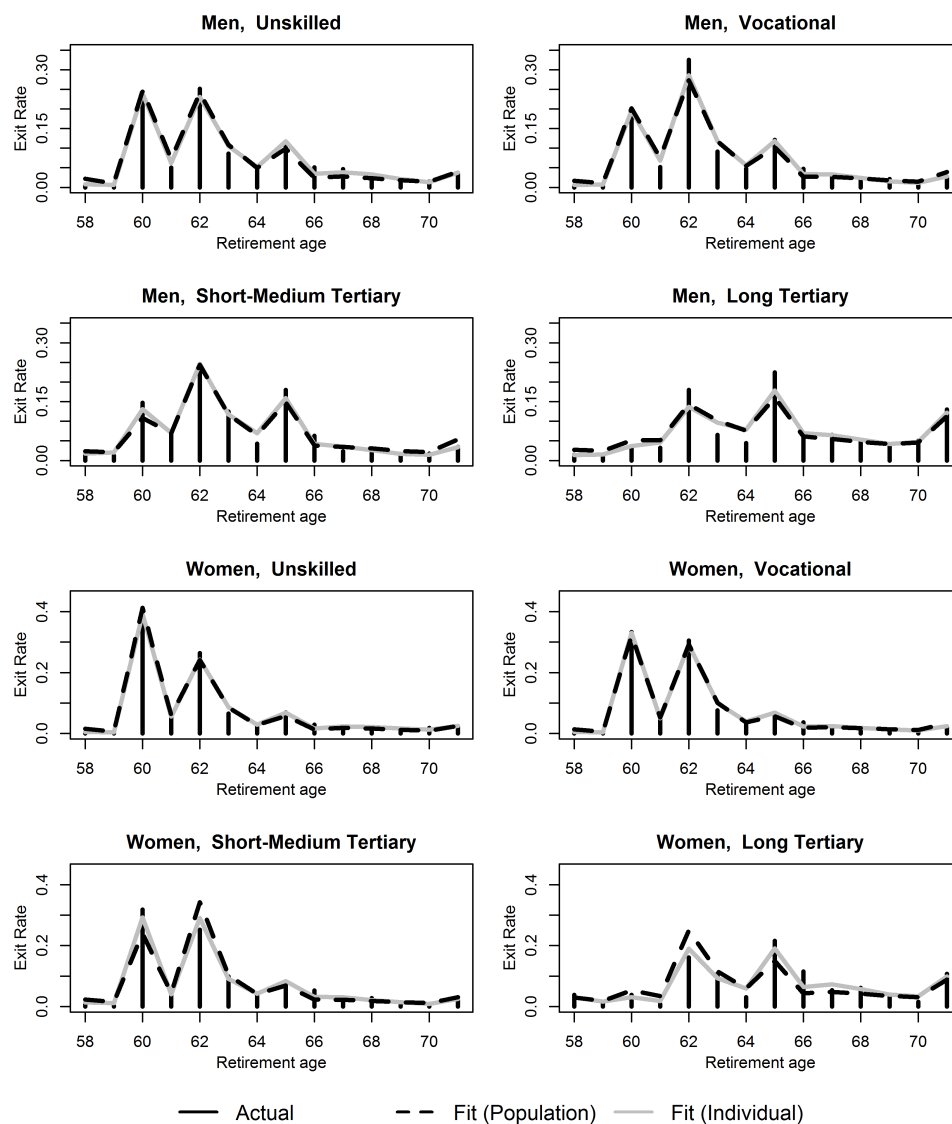 Men,  Unskilled
Exit Rate
0.00 0.15 0.30
58 60 62 64 66 68 70
Retirement age
Men,  Vocational
Exit Rate
0.00 0.15 0.30
58 60 62 64 66 68 70
Retirement age
Men,  Short-Medium Tertiary
Exit Rate
0.00 0.15 0.30
58 60 62 64 66 68 70
Retirement age
Men,  Long Tertiary
Exit Rate
0.00 0.15 0.30
58 60 62 64 66 68 70
Retirement age
Women,  Unskilled
Exit Rate
0.0 0.2 0.4
58 60 62 64 66 68 70
Retirement age
Women,  Vocational
Exit Rate
0.0 0.2 0.4
58 60 62 64 66 68 70
Retirement age
Women,  Short-Medium Tertiary
Exit Rate
0.0 0.2 0.4
58 60 62 64 66 68 70
Retirement age
Women,  Long Tertiary
Exit Rate
0.0 0.2 0.4
58 60 62 64 66 68 70
Retirement age
Actual Fit (Population) Fit (Individual)